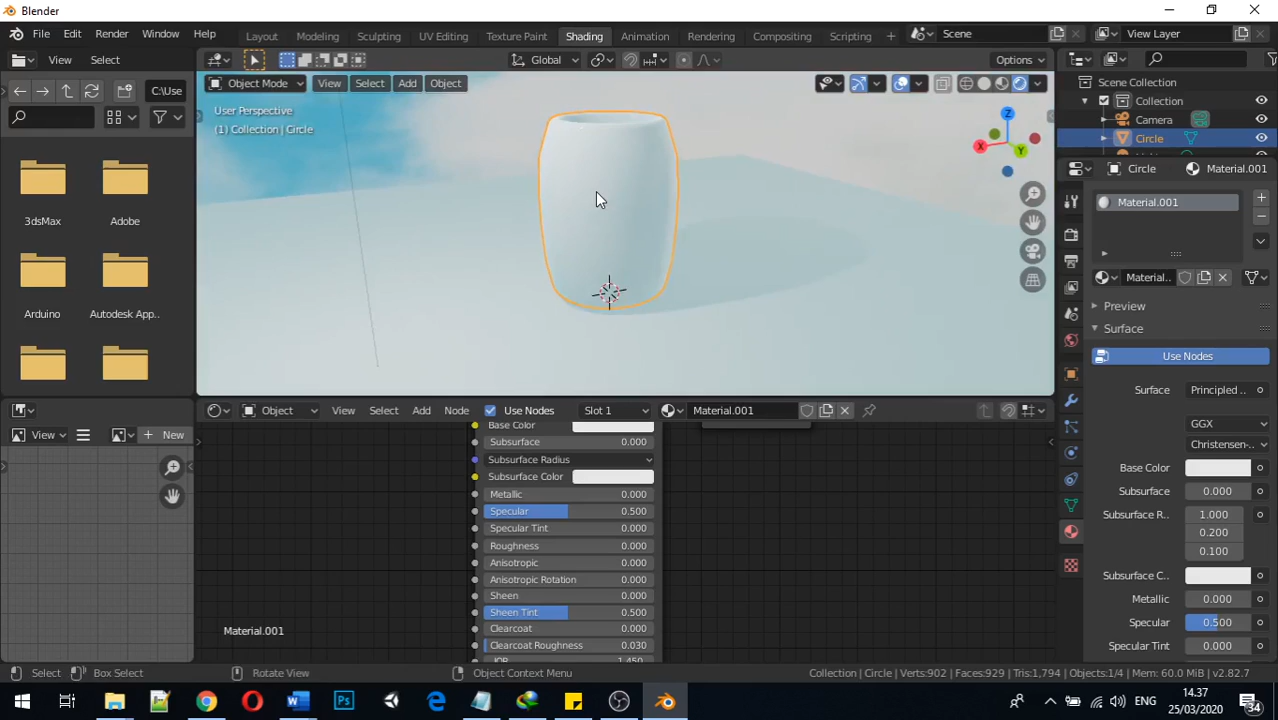 Blender
File Edit Render Window Help
Layout Modeling Sculpting UV Editing Texture Paint Shading Animation Rendering Compositing Scripting
Scene
View Layer
View Select
Global
Options
Object Mode View Select Add Object
C:\Use
User Perspective
(1) Collection | Circle
X Y Z
Scene Collection
Collection
Camera
Circle
Circle Material.001
Material.001
Materia..
Preview
Surface
Use Nodes
Surface Principled ..
GGX
Christensen-..
Base Color
Subsurface 0.000
Subsurface R.. 1.000
0.200
0.100
Subsurface C..
Metallic 0.000
Specular 0.500
Specular Tint 0.000
3dsMax Adobe
Arduino Autodesk App..
View New
Object View Select Add Node Use Nodes Slot 1 Material.001
Base Color
Subsurface 0.000
Subsurface Radius
Subsurface Color
Metallic 0.000
Specular 0.500
Specular Tint 0.000
Roughness 0.000
Anisotropic 0.000
Anisotropic Rotation 0.000
Sheen 0.000
Sheen Tint 0.500
Clearcoat 0.000
Clearcoat Roughness 0.030
IOR 1.450
Material.001
Select Box Select Rotate View Object Context Menu
Collection | Circle | Verts:902 | Faces:929 | Tris:1,794 | Objects:1/4 | Mem: 60.0 MiB | v2.82.7
ENG
14.37
25/03/2020
34